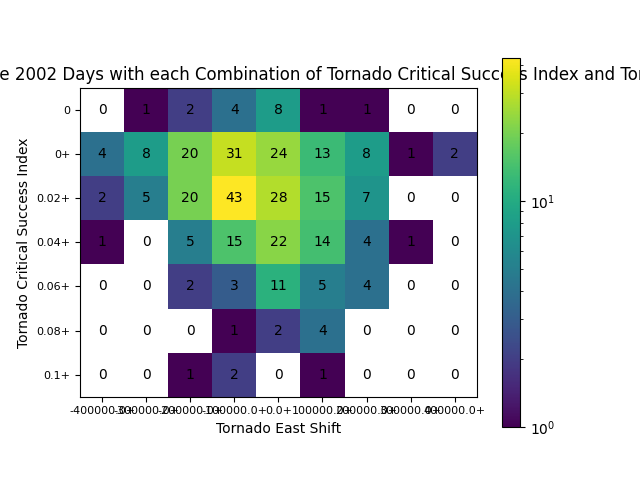 e 2002 Days with each Combination of Tornado Critical Success Index and Tor
0 0 1 2 4 8 1 1 0 0
0+ 4 8 20 31 24 13 8 1 2
0.02+ 2 5 20 43 28 15 7 0 0
0.04+ 1 0 5 15 22 14 4 1 0
0.06+ 0 0 2 3 11 5 4 0 0
0.08+ 0 0 0 1 2 4 0 0 0
0.1+ 0 0 1 2 0 1 0 0 0
Tornado Critical Success Index
Tornado East Shift
10¹
10⁰